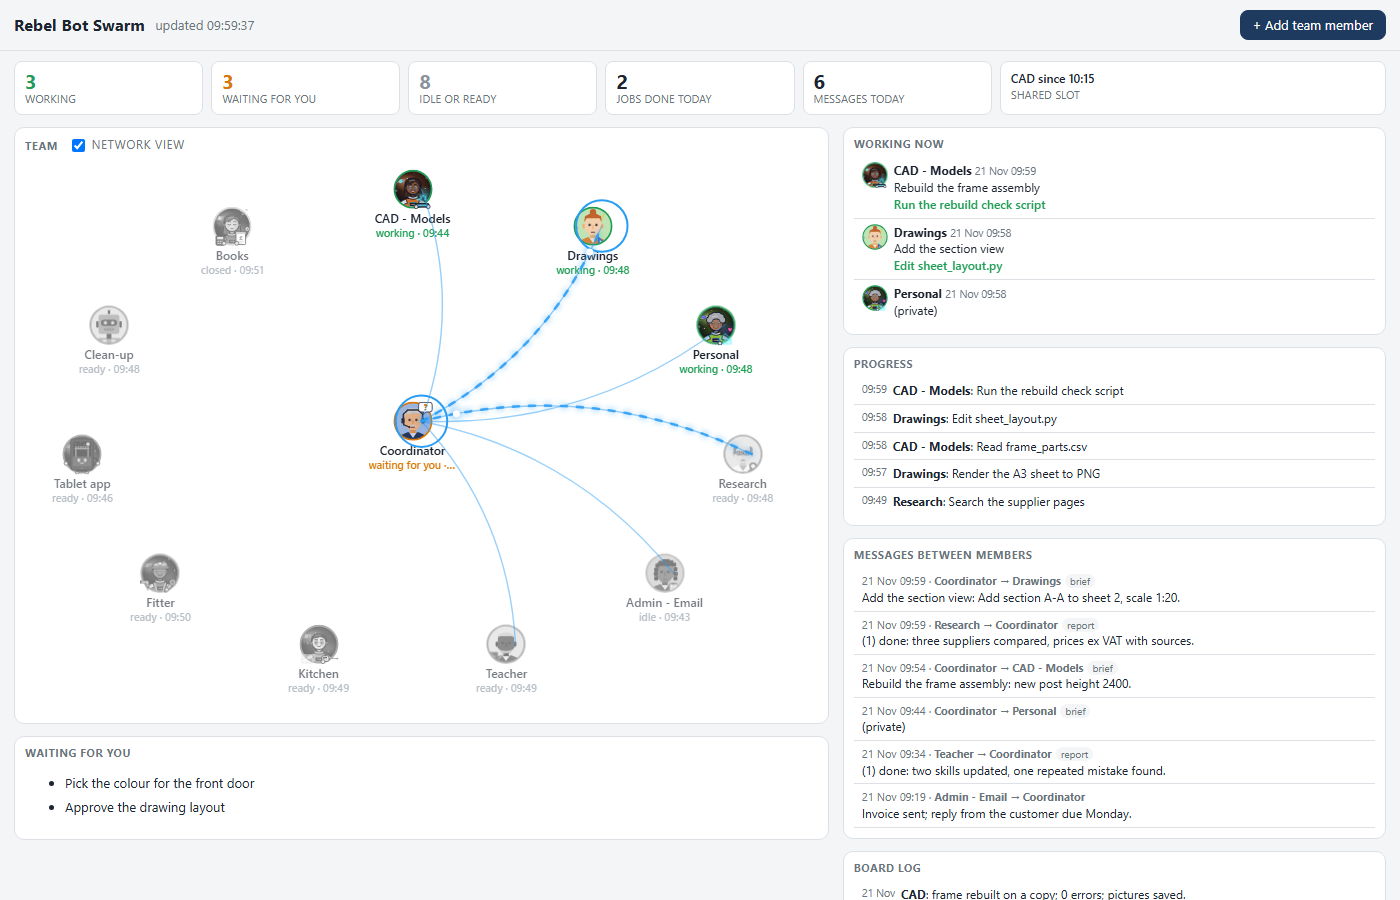 Rebel Bot Swarm updated 09:59:37
+ Add team member
3
WORKING
3
WAITING FOR YOU
8
IDLE OR READY
2
JOBS DONE TODAY
6
MESSAGES TODAY
CAD since 10:15
SHARED SLOT
TEAM NETWORK VIEW
CAD - Models
working · 09:44
Books
closed · 09:51
Drawings
working · 09:48
Clean-up
ready · 09:48
Personal
working · 09:48
?
Coordinator
waiting for you ·...
Tablet app
ready · 09:46
Research
ready · 09:48
Fitter
ready · 09:50
Admin - Email
idle · 09:43
Kitchen
ready · 09:49
Teacher
ready · 09:49
WAITING FOR YOU
Pick the colour for the front door
Approve the drawing layout
WORKING NOW
CAD - Models 21 Nov 09:59
Rebuild the frame assembly
Run the rebuild check script
Drawings 21 Nov 09:58
Add the section view
Edit sheet_layout.py
Personal 21 Nov 09:58
(private)
PROGRESS
09:59 CAD - Models: Run the rebuild check script
09:58 Drawings: Edit sheet_layout.py
09:58 CAD - Models: Read frame_parts.csv
09:57 Drawings: Render the A3 sheet to PNG
09:49 Research: Search the supplier pages
MESSAGES BETWEEN MEMBERS
21 Nov 09:59 · Coordinator → Drawings brief
Add the section view: Add section A-A to sheet 2, scale 1:20.
21 Nov 09:59 · Research → Coordinator report
(1) done: three suppliers compared, prices ex VAT with sources.
21 Nov 09:54 · Coordinator → CAD - Models brief
Rebuild the frame assembly: new post height 2400.
21 Nov 09:44 · Coordinator → Personal brief
(private)
21 Nov 09:34 · Teacher → Coordinator report
(1) done: two skills updated, one repeated mistake found.
21 Nov 09:19 · Admin - Email → Coordinator
Invoice sent; reply from the customer due Monday.
BOARD LOG
21 Nov CAD: frame rebuilt on a copy; 0 errors; pictures saved.